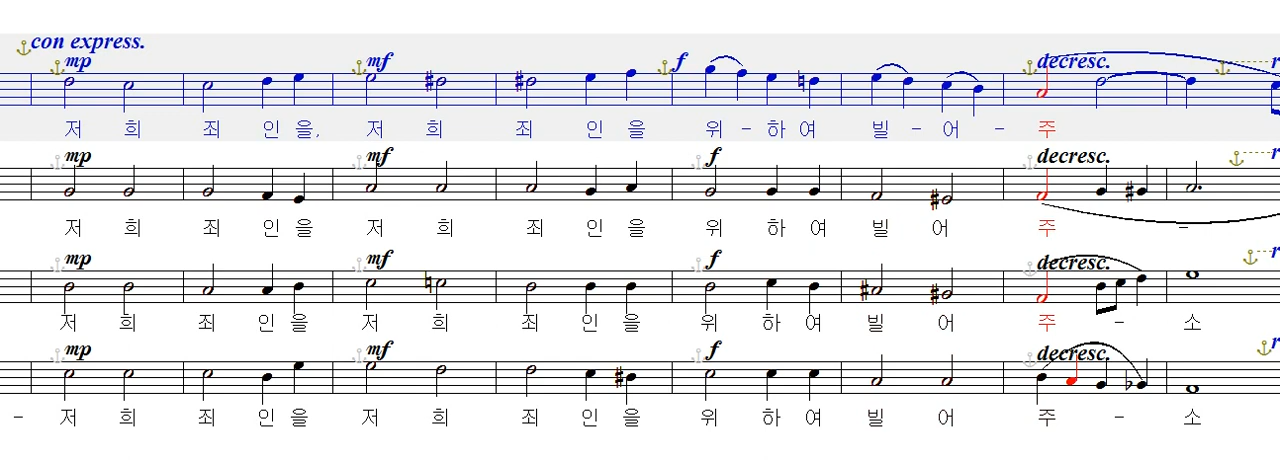 con express.
mp mf f decresc. r
저 희 죄 인 을, 저 희 죄 인 을 위 - 하 여 빌 - 어 - 주
mp mf f decresc. r
저 희 죄 인 을 저 희 죄 인 을 위 하 여 빌 어 주 -
mp mf f decresc. r
저 희 죄 인 을 저 희 죄 인 을 위 하 여 빌 어 주 - 소
mp mf f decresc. r
- 저 희 죄 인 을 저 희 죄 인 을 위 하 여 빌 어 주 - 소